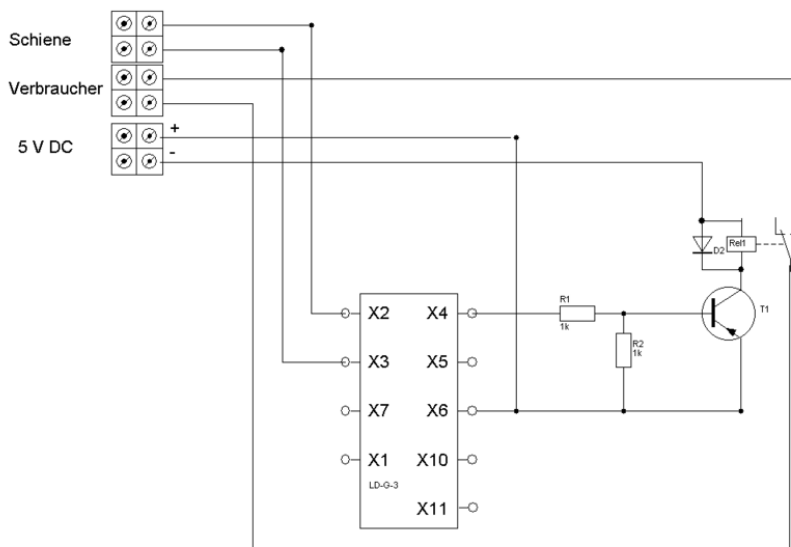 Schiene
Verbraucher
5 V DC
+
-
D2
Rel1
T1
R1
1k
R2
1k
X2 X4
X3 X5
X7 X6
X1 X10
LD-G-3
X11